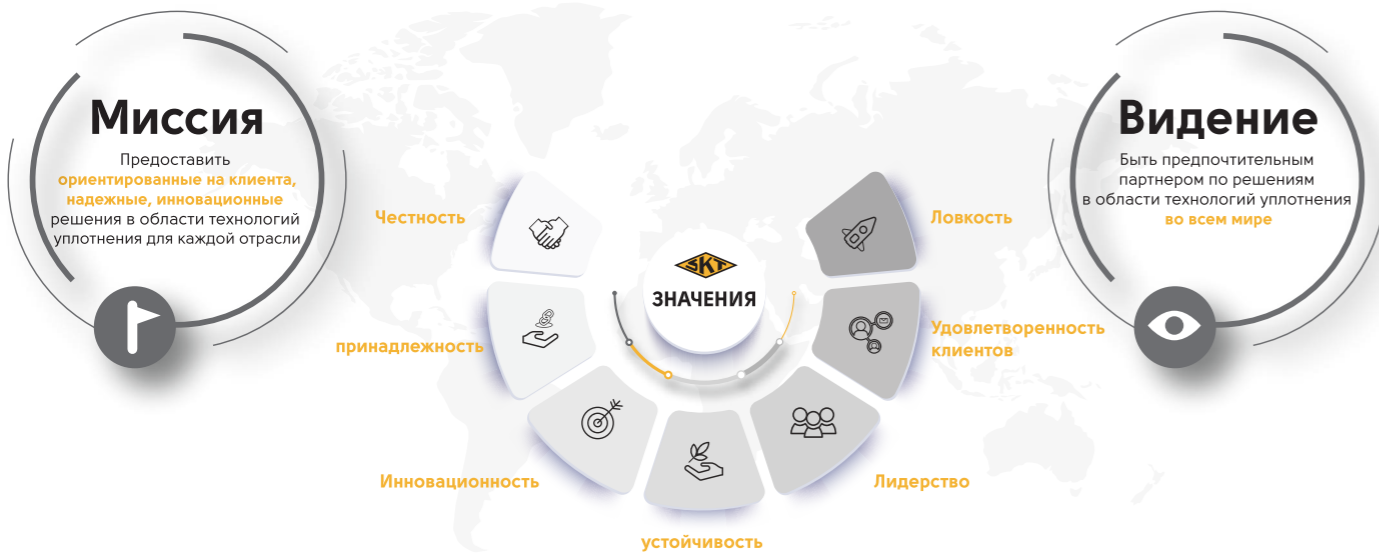 Миссия
Предоставить
ориентированные на клиента,
надежные, инновационные
решения в области технологий
уплотнения для каждой отрасли
Честность
принадлежность
Инновационность
устойчивость
Лидерство
Удовлетворенность
клиентов
Ловкость
SKT
ЗНАЧЕНИЯ
Видение
Быть предпочтительным
партнером по решениям
в области технологий уплотнения
во всем мире